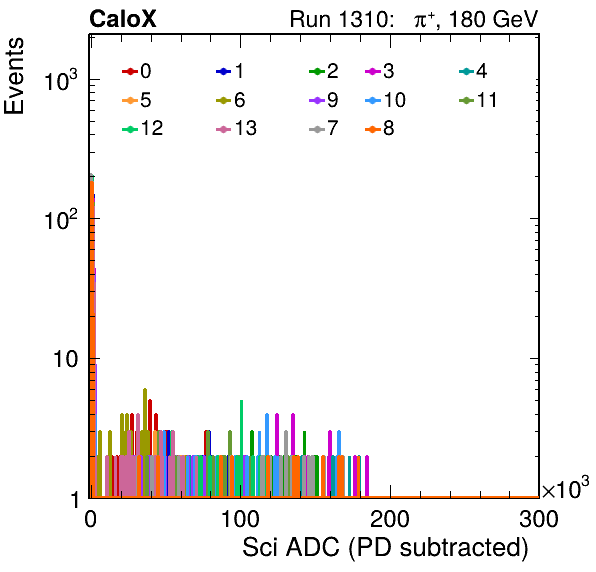 CaloX Run 1310: π⁺, 180 GeV
Events
10³
10²
10
1
0 1 2 3 4
5 6 9 10 11
12 13 7 8
0 100 200 300
×10³
Sci ADC (PD subtracted)